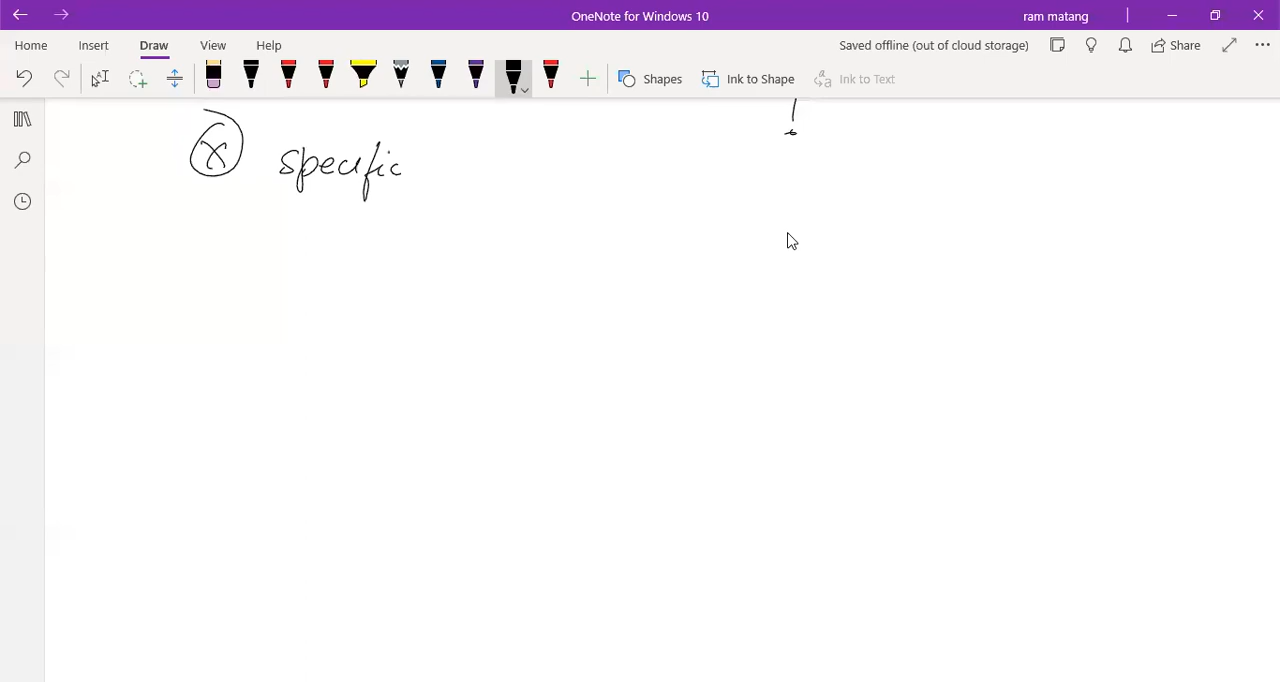 OneNote for Windows 10
ram matang
Home Insert Draw View Help
Saved offline (out of cloud storage)
Share
Shapes
Ink to Shape
Ink to Text
x specific